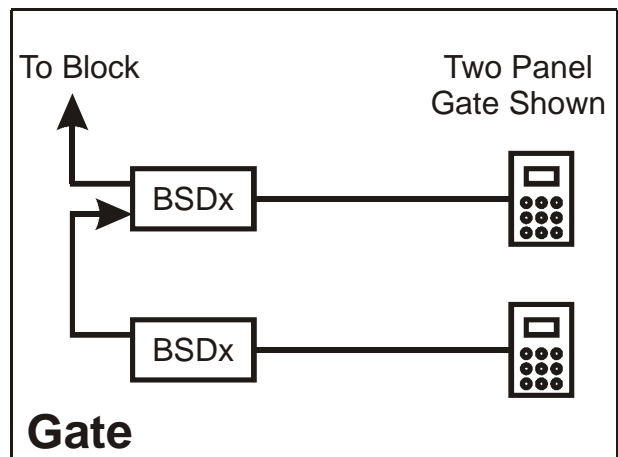 To Block
Two Panel
Gate Shown
BSDx
BSDx
Gate